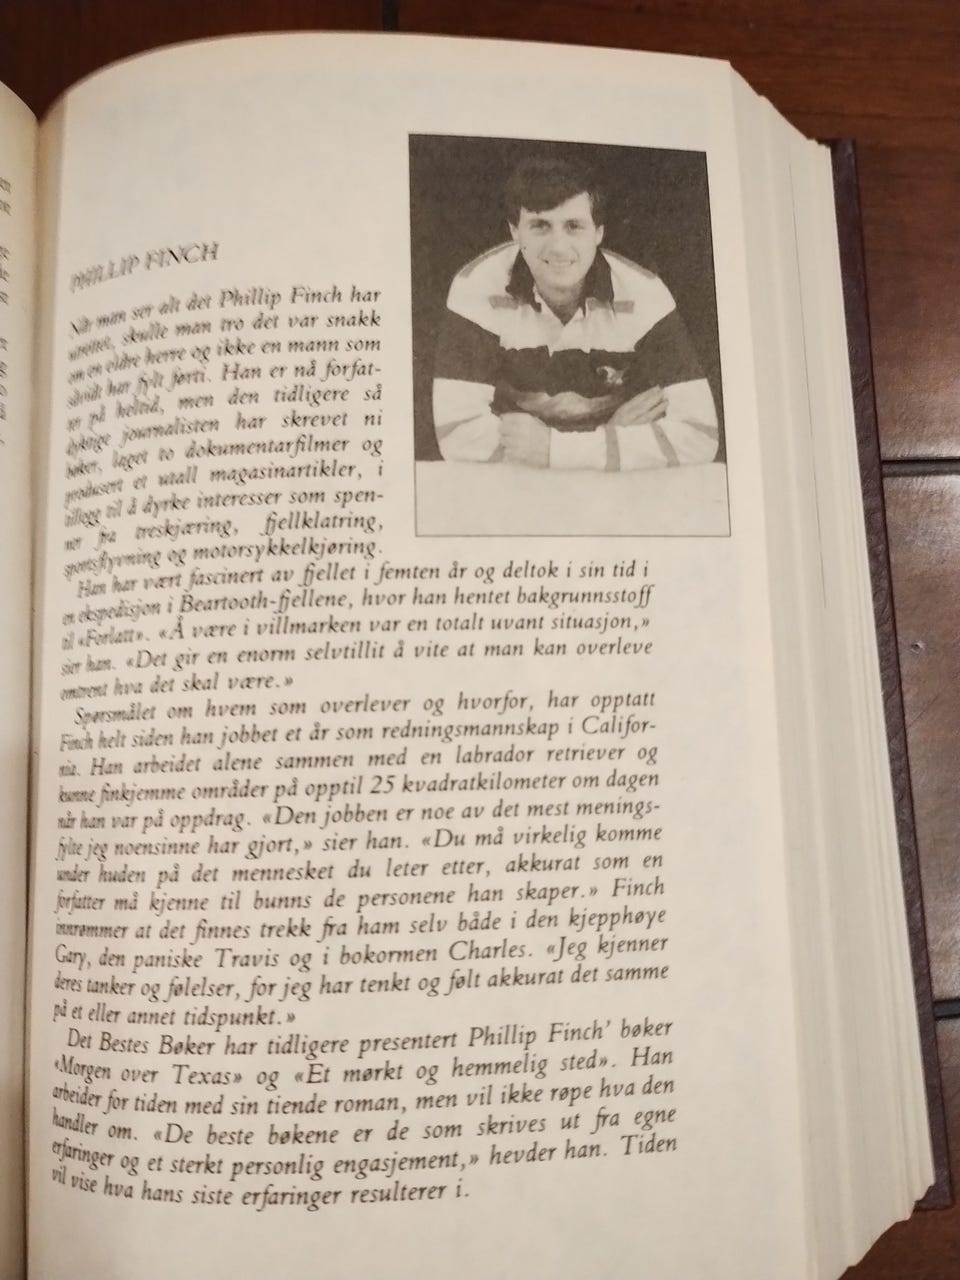 PHILLIP FINCH
Når man ser alt det Phillip Finch har
utrettet, skulle man tro det var snakk
om en eldre herre og ikke en mann som
såvidt har fylt førti. Han er nå forfat-
ter på heltid, men den tidligere så
dyktige journalisten har skrevet ni
bøker, laget to dokumentarfilmer og
produsert et utall magasinartikler, i
tillegg til å dyrke interesser som spen-
ner fra treskjæring, fjellklatring,
sportsflyvning og motorsykkelkjøring.
Han har vært fascinert av fjellet i femten år og deltok i sin tid i
en ekspedisjon i Beartooth-fjellene, hvor han hentet bakgrunnsstoff
til «Forlatt». «Å være i villmarken var en totalt uvant situasjon,»
sier han. «Det gir en enorm selvtillit å vite at man kan overleve
omtrent hva det skal være.»
Spørsmålet om hvem som overlever og hvorfor, har opptatt
Finch helt siden han jobbet et år som redningsmannskap i Califor-
nia. Han arbeidet alene sammen med en labrador retriever og
kunne finkjemme områder på opptil 25 kvadratkilometer om dagen
når han var på oppdrag. «Den jobben er noe av det mest menings-
fylte jeg noensinne har gjort,» sier han. «Du må virkelig komme
under huden på det mennesket du leter etter, akkurat som en
forfatter må kjenne til bunns de personene han skaper.» Finch
innrømmer at det finnes trekk fra ham selv både i den kjepphøye
Gary, den paniske Travis og i bokormen Charles. «Jeg kjenner
deres tanker og følelser, for jeg har tenkt og følt akkurat det samme
på et eller annet tidspunkt.»
Det Bestes Bøker har tidligere presentert Phillip Finch' bøker
«Morgen over Texas» og «Et mørkt og hemmelig sted». Han
arbeider for tiden med sin tiende roman, men vil ikke røpe hva den
handler om. «De beste bøkene er de som skrives ut fra egne
erfaringer og et sterkt personlig engasjement,» hevder han. Tiden
vil vise hva hans siste erfaringer resulterer i.